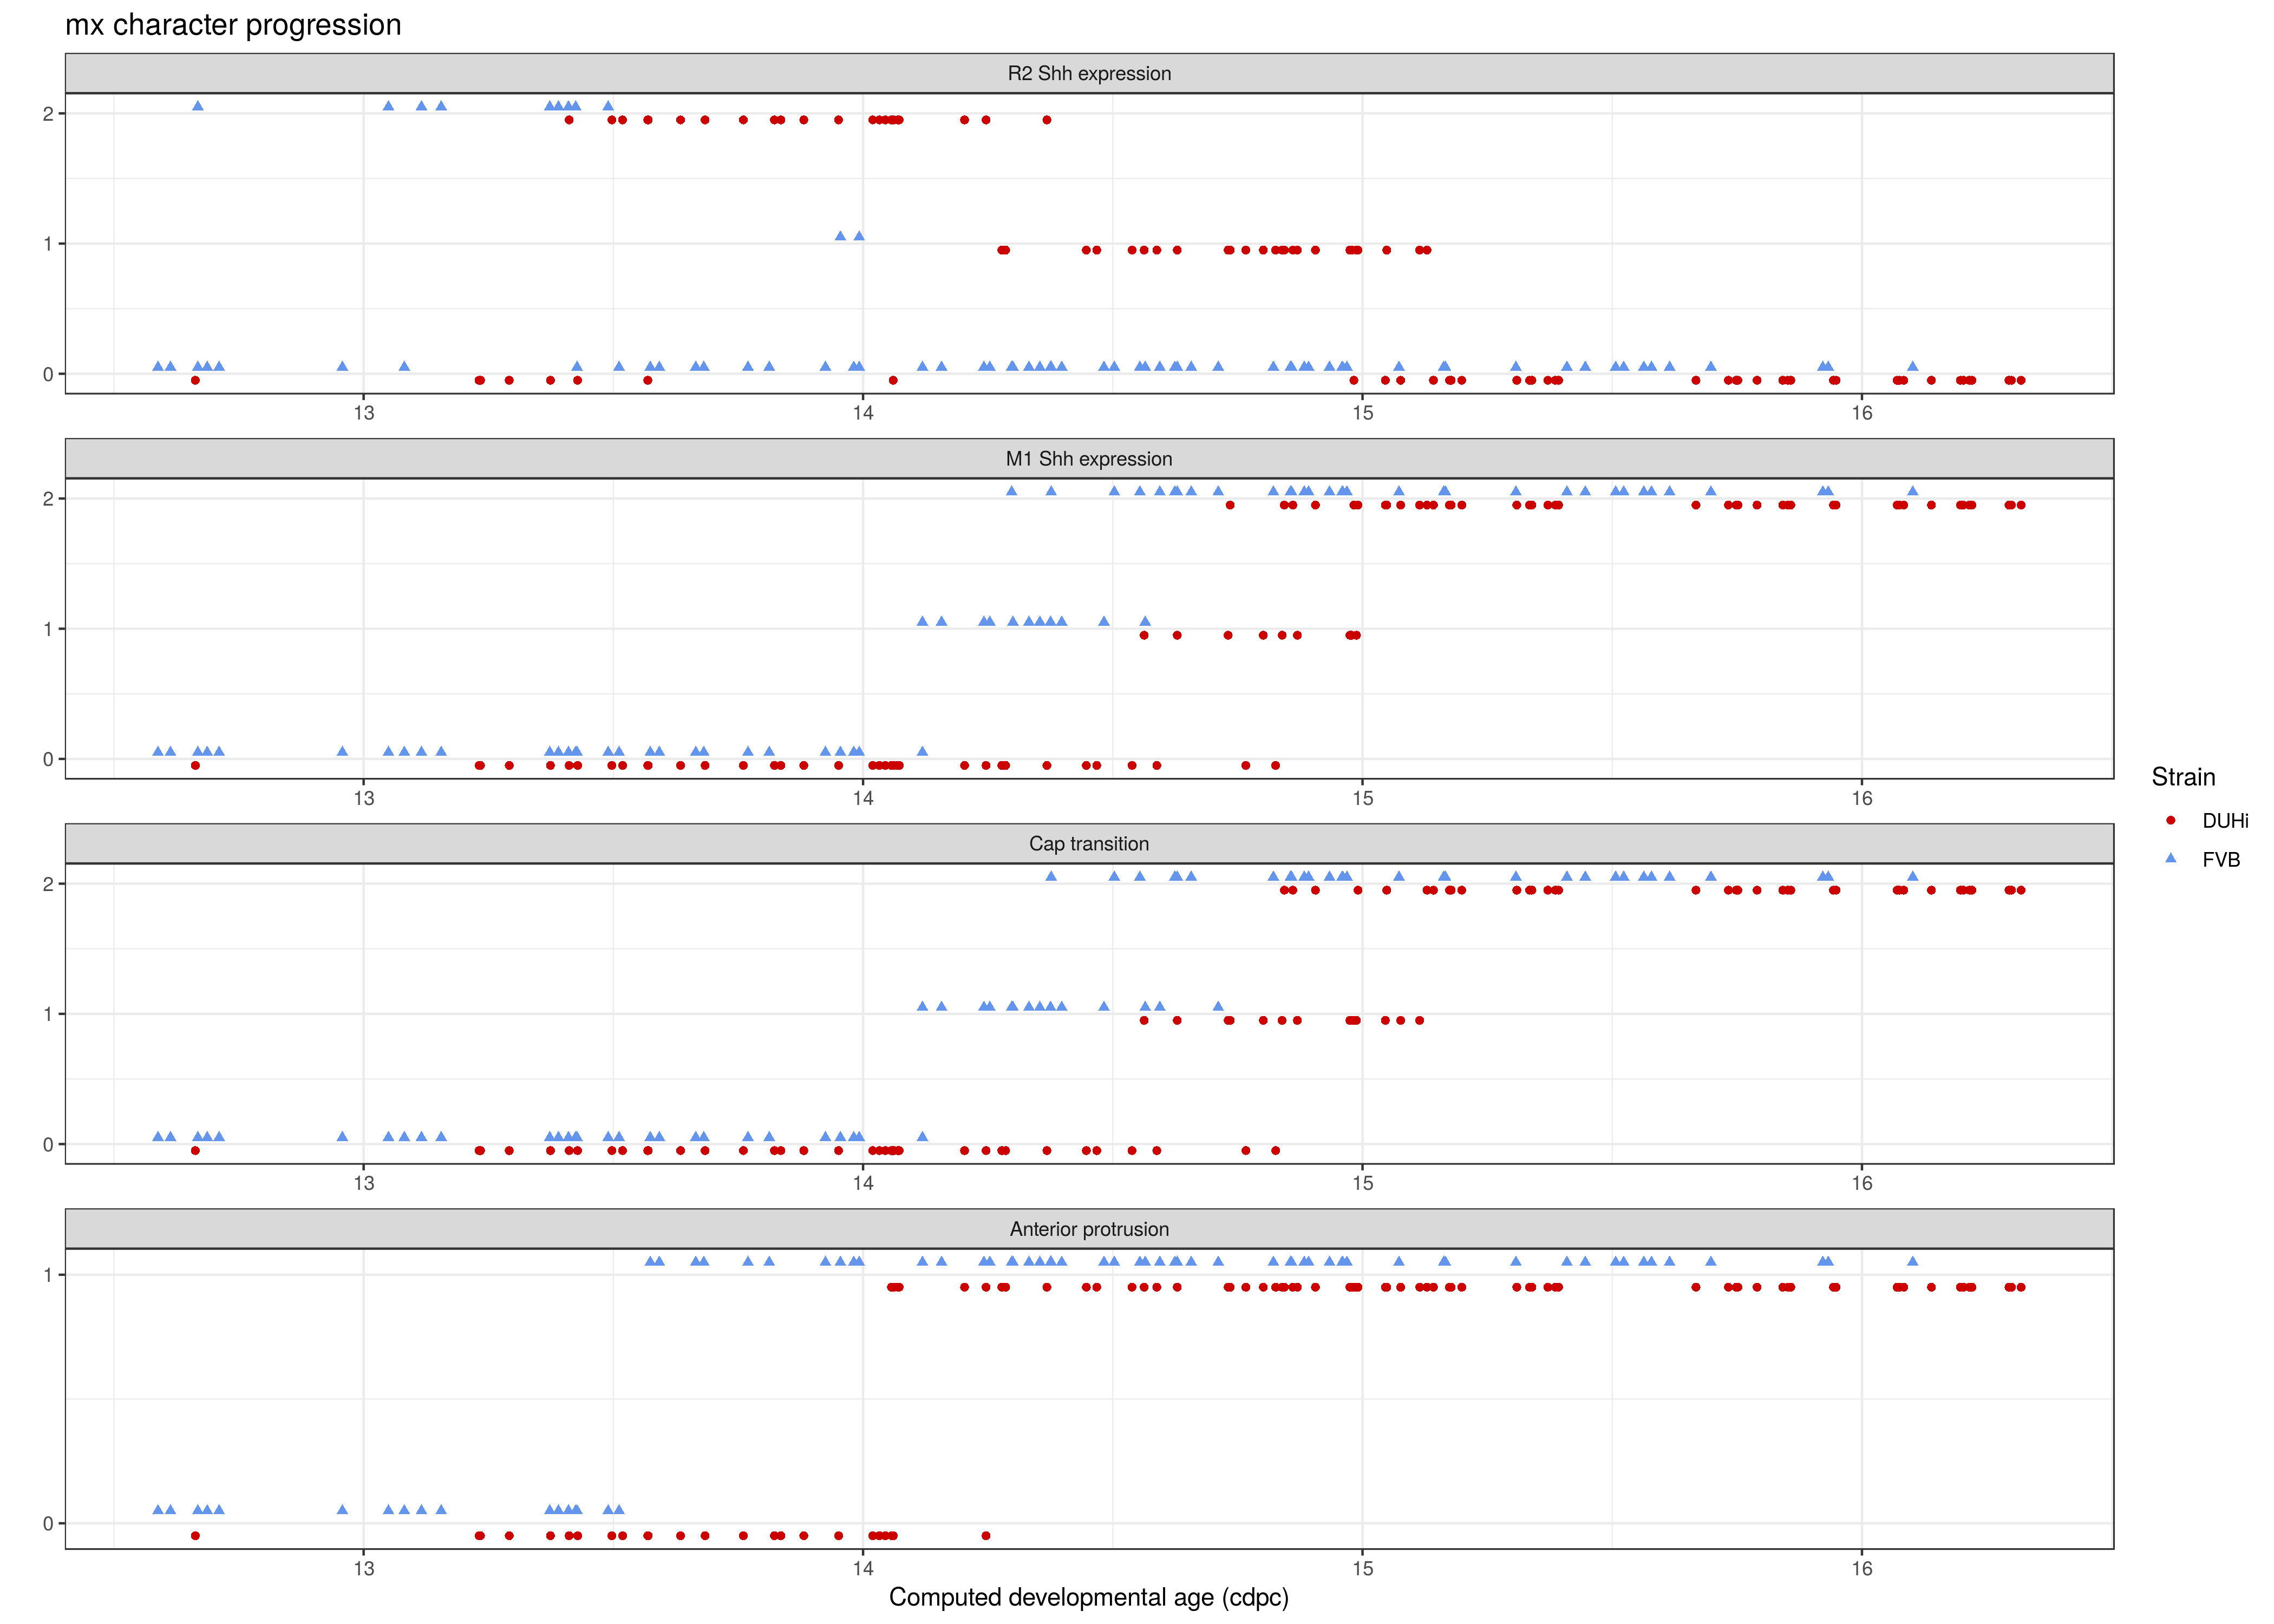 mx character progression
R2 Shh expression
2
1
0
13 14 15 16
M1 Shh expression
2
1
0
13 14 15 16
Cap transition
2
1
0
13 14 15 16
Anterior protrusion
1
0
13 14 15 16
Computed developmental age (cdpc)
Strain
DUHi
FVB